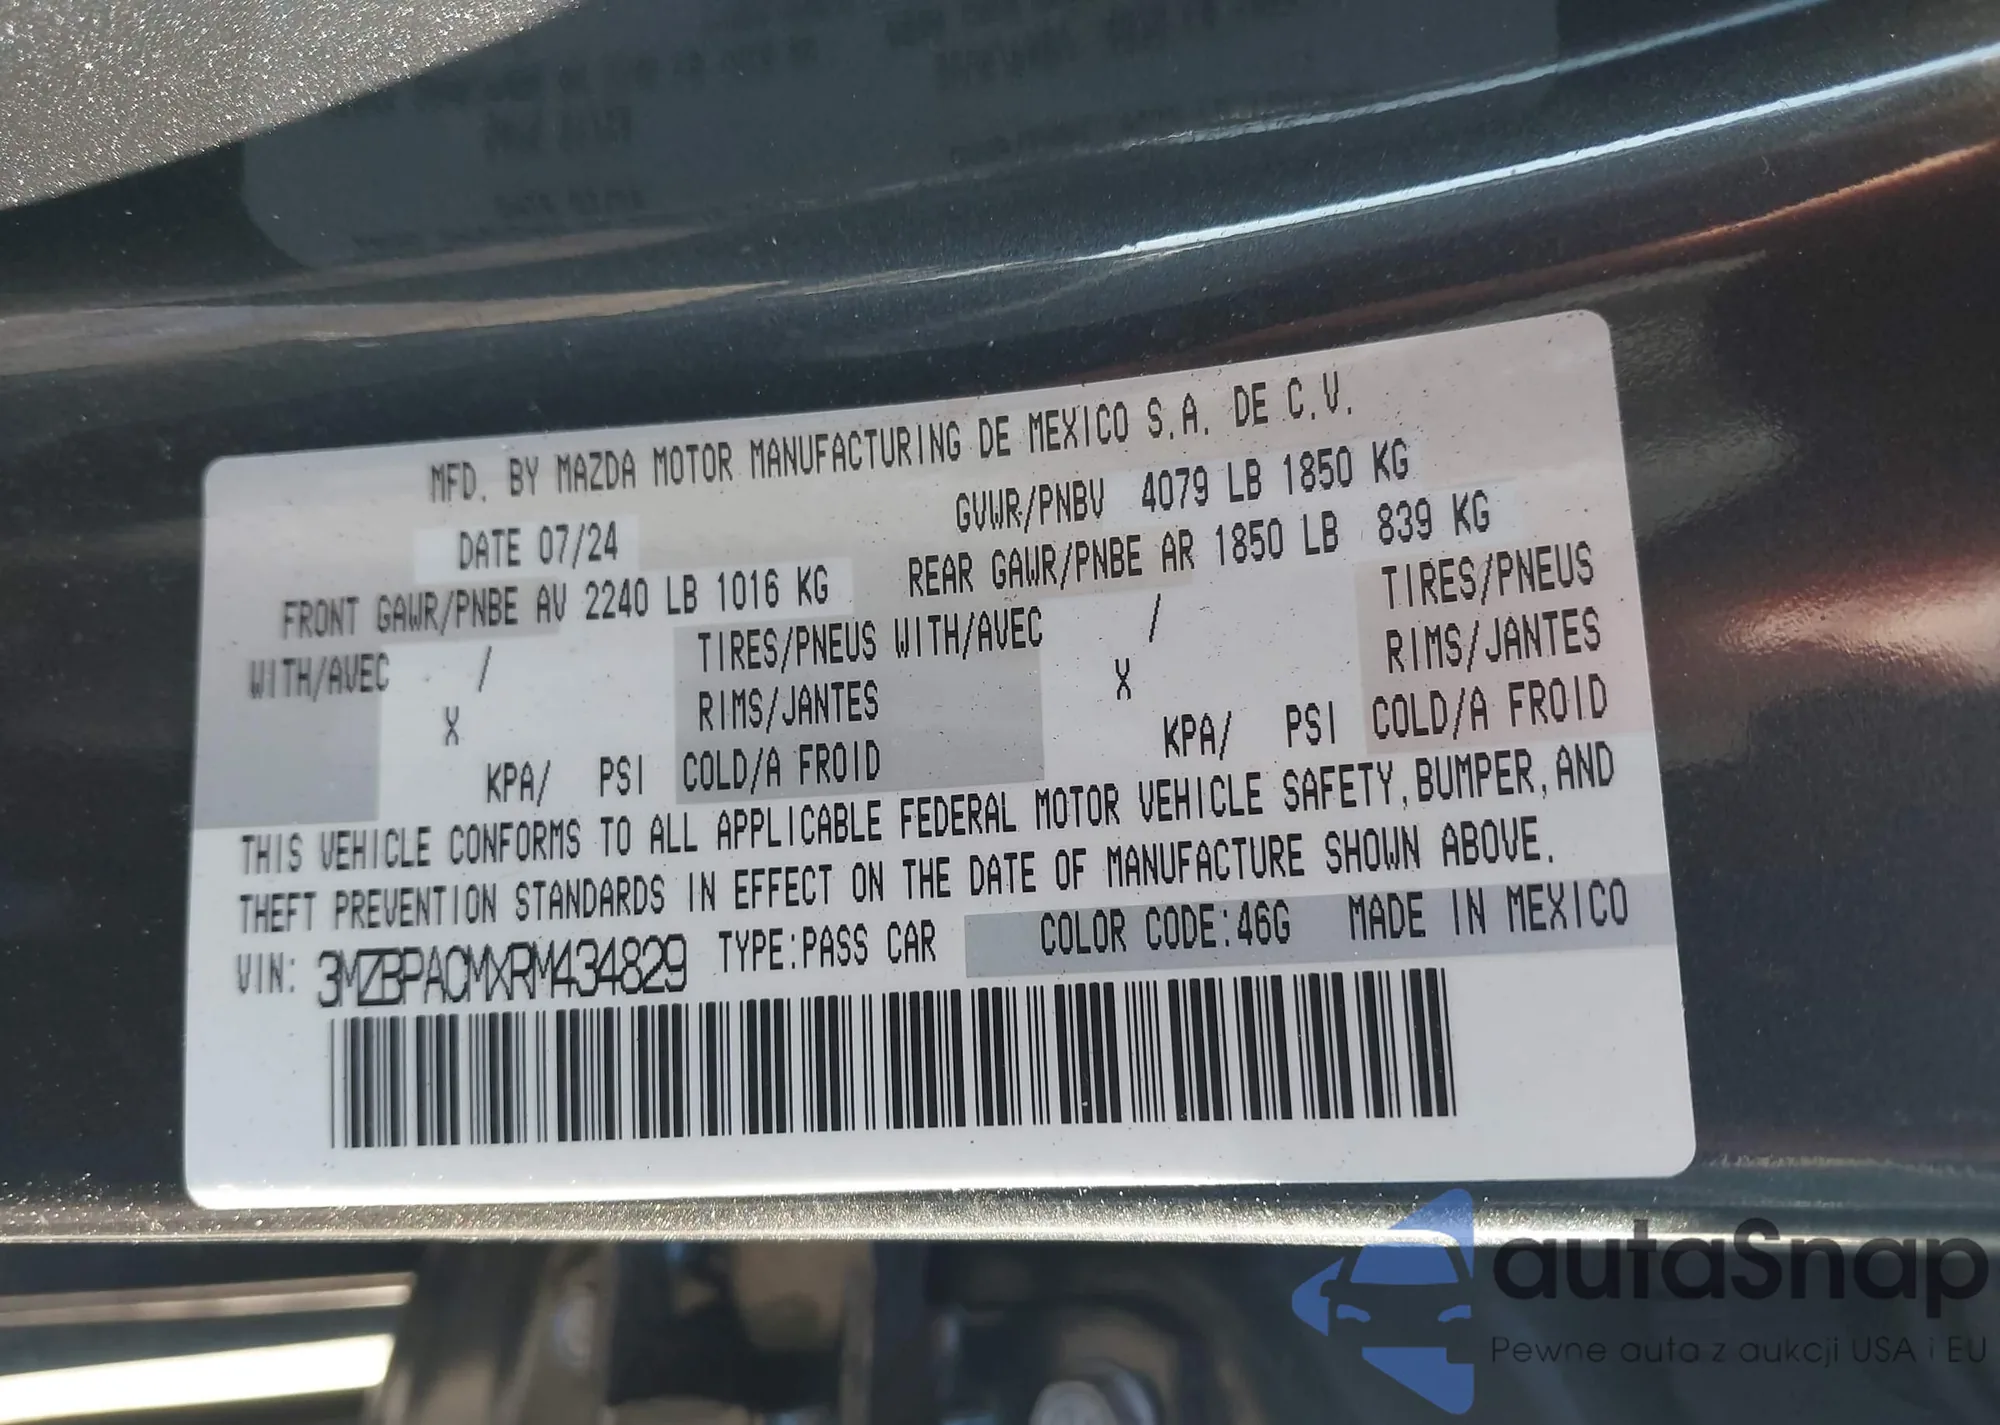 MFD. BY MAZDA MOTOR MANUFACTURING DE MEXICO S.A. DE C.V.
DATE 07/24 GVWR/PNBV 4079 LB 1850 KG
FRONT GAWR/PNBE AV 2240 LB 1016 KG REAR GAWR/PNBE AR 1850 LB 839 KG
WITH/AVEC / TIRES/PNEUS WITH/AVEC / TIRES/PNEUS
X RIMS/JANTES X RIMS/JANTES
KPA/ PSI COLD/A FROID KPA/ PSI COLD/A FROID
THIS VEHICLE CONFORMS TO ALL APPLICABLE FEDERAL MOTOR VEHICLE SAFETY, BUMPER, AND
THEFT PREVENTION STANDARDS IN EFFECT ON THE DATE OF MANUFACTURE SHOWN ABOVE.
VIN: 3MZBPACMXRM434829 TYPE:PASS CAR COLOR CODE:46G MADE IN MEXICO
autaSnap
Pewne auta z aukcji USA i EU